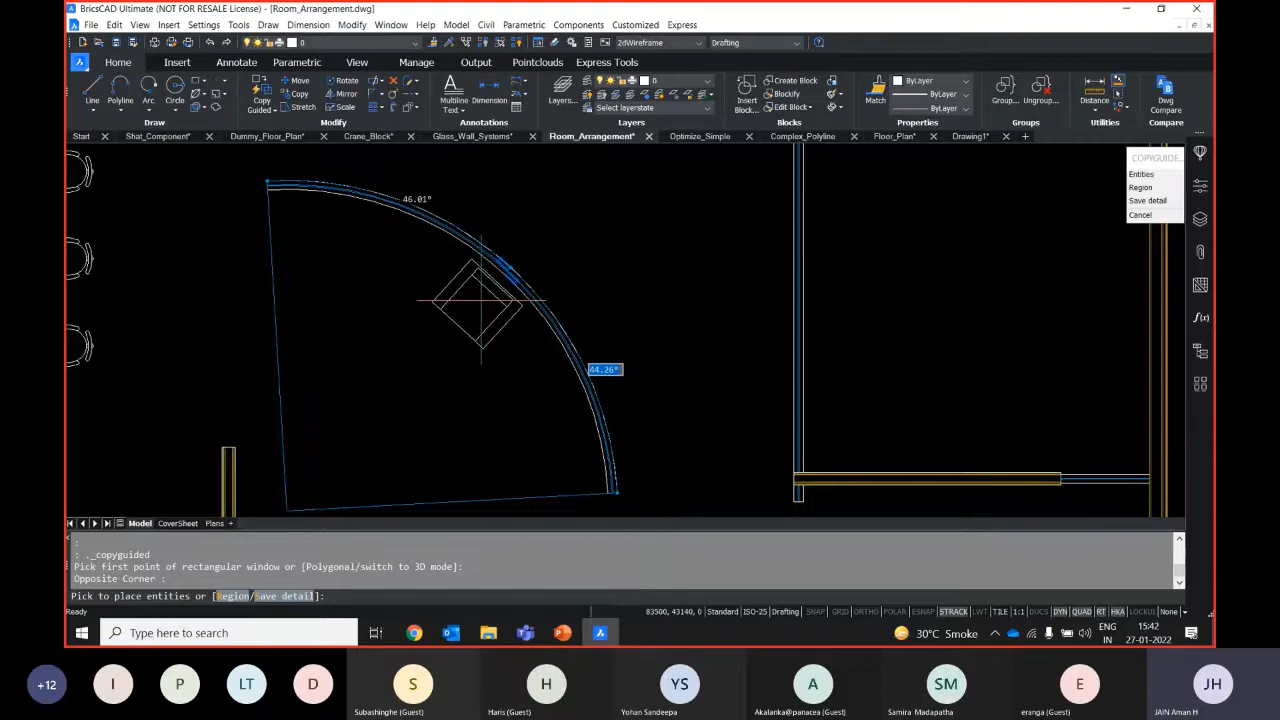 BricsCAD Ultimate (NOT FOR RESALE License) - [Room_Arrangement.dwg]
File Edit View Insert Settings Tools Draw Dimension Modify Window Help Model Civil Parametric Components Customized Express
0 2dWireframe Drafting
Home Insert Annotate Parametric View Manage Output Pointclouds Express Tools
Line Polyline Arc Circle
Copy Guided
Move Rotate
Copy Mirror
Stretch Scale
Multiline Text Dimension
Layers...
0
Select layerstate
Insert Block...
Create Block
Blockify
Edit Block
Match
ByLayer
ByLayer
ByLayer
Group... Ungroup...
Distance
Dwg Compare
Draw Modify Annotations Layers Blocks Properties Groups Utilities Compare
Start Shat_Component* Dummy_Floor_Plan* Crane_Block* Glass_Wall_Systems* Room_Arrangement* Optimize_Simple Complex_Polyline Floor_Plan* Drawing1*
COPYGUIDE...
Entities
Region
Save detail
Cancel
46.01°
44.26°
Model CoverSheet Plans +
:
: ._copyguided
Pick first point of rectangular window or [Polygonal/switch to 3D mode]:
Opposite Corner :
Pick to place entities or [Region/Save detail]:
Ready 83500, 43140, 0 Standard ISO-25 Drafting SNAP GRID ORTHO POLAR ESNAP STRACK LWT TILE 1:1 DUCS DYN QUAD RT HKA LOCKUI None
Type here to search
30°C Smoke
ENG
IN
15:42
27-01-2022
+12 I P LT D S H YS A SM E JH
Subashinghe (Guest) Haris (Guest) Yohan Sandeepa Akalanka@panacea (Guest) Samira Madapatha eranga (Guest) JAIN Aman H